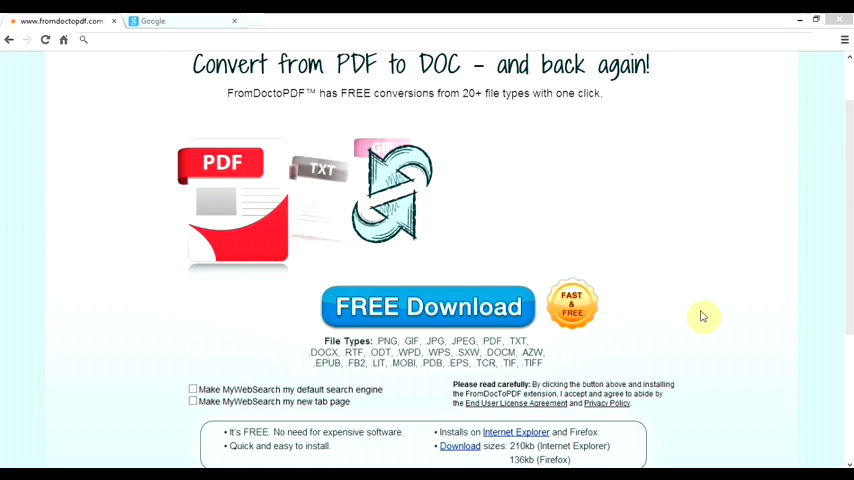 www.fromdoctopdf.com
Google
Convert from PDF to DOC - and back again!
FromDoctoPDF™ has FREE conversions from 20+ file types with one click.
PDF
TXT
GIF
FREE Download
FAST
&
FREE
File Types: .PNG, .GIF, .JPG, .JPEG, .PDF, .TXT,
.DOCX, .RTF, .ODT, .WPD, .WPS, .SXW, .DOCM, .AZW,
.EPUB, .FB2, .LIT, .MOBI, .PDB, .EPS, .TCR, .TIF, .TIFF
Make MyWebSearch my default search engine
Make MyWebSearch my new tab page
Please read carefully: By clicking the button above and installing
the FromDocToPDF extension, I accept and agree to abide by
the End User License Agreement and Privacy Policy.
• It's FREE. No need for expensive software.
• Quick and easy to install.
• Installs on Internet Explorer and Firefox.
• Download sizes: 210kb (Internet Explorer)
136kb (Firefox)